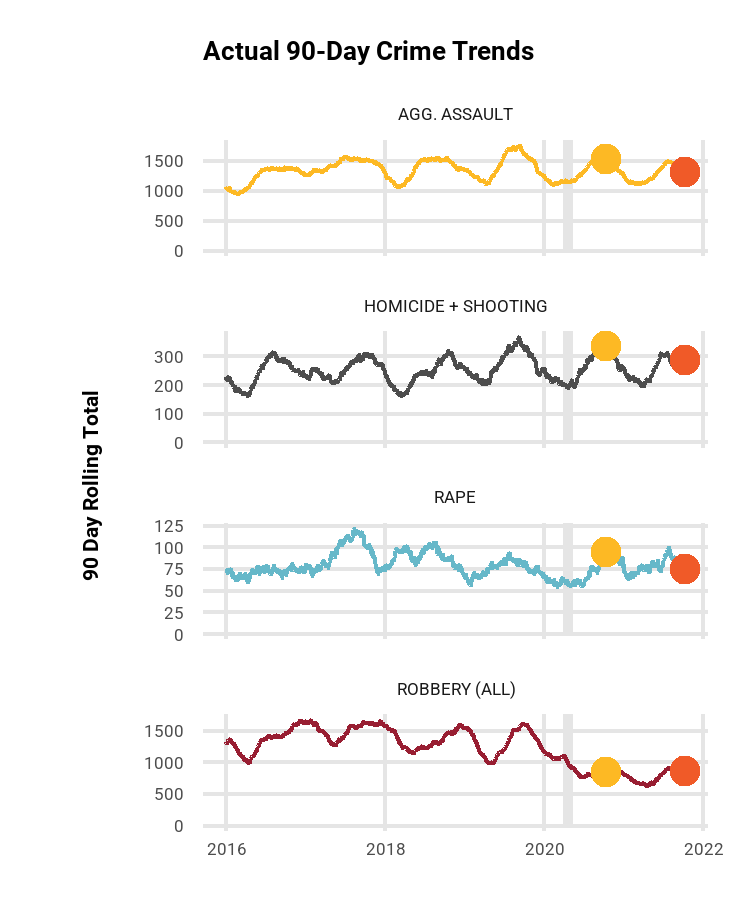 Actual 90-Day Crime Trends
AGG. ASSAULT
1500
1000
500
0
HOMICIDE + SHOOTING
300
200
100
0
90 Day Rolling Total
RAPE
125
100
75
50
25
0
ROBBERY (ALL)
1500
1000
500
0
2016 2018 2020 2022